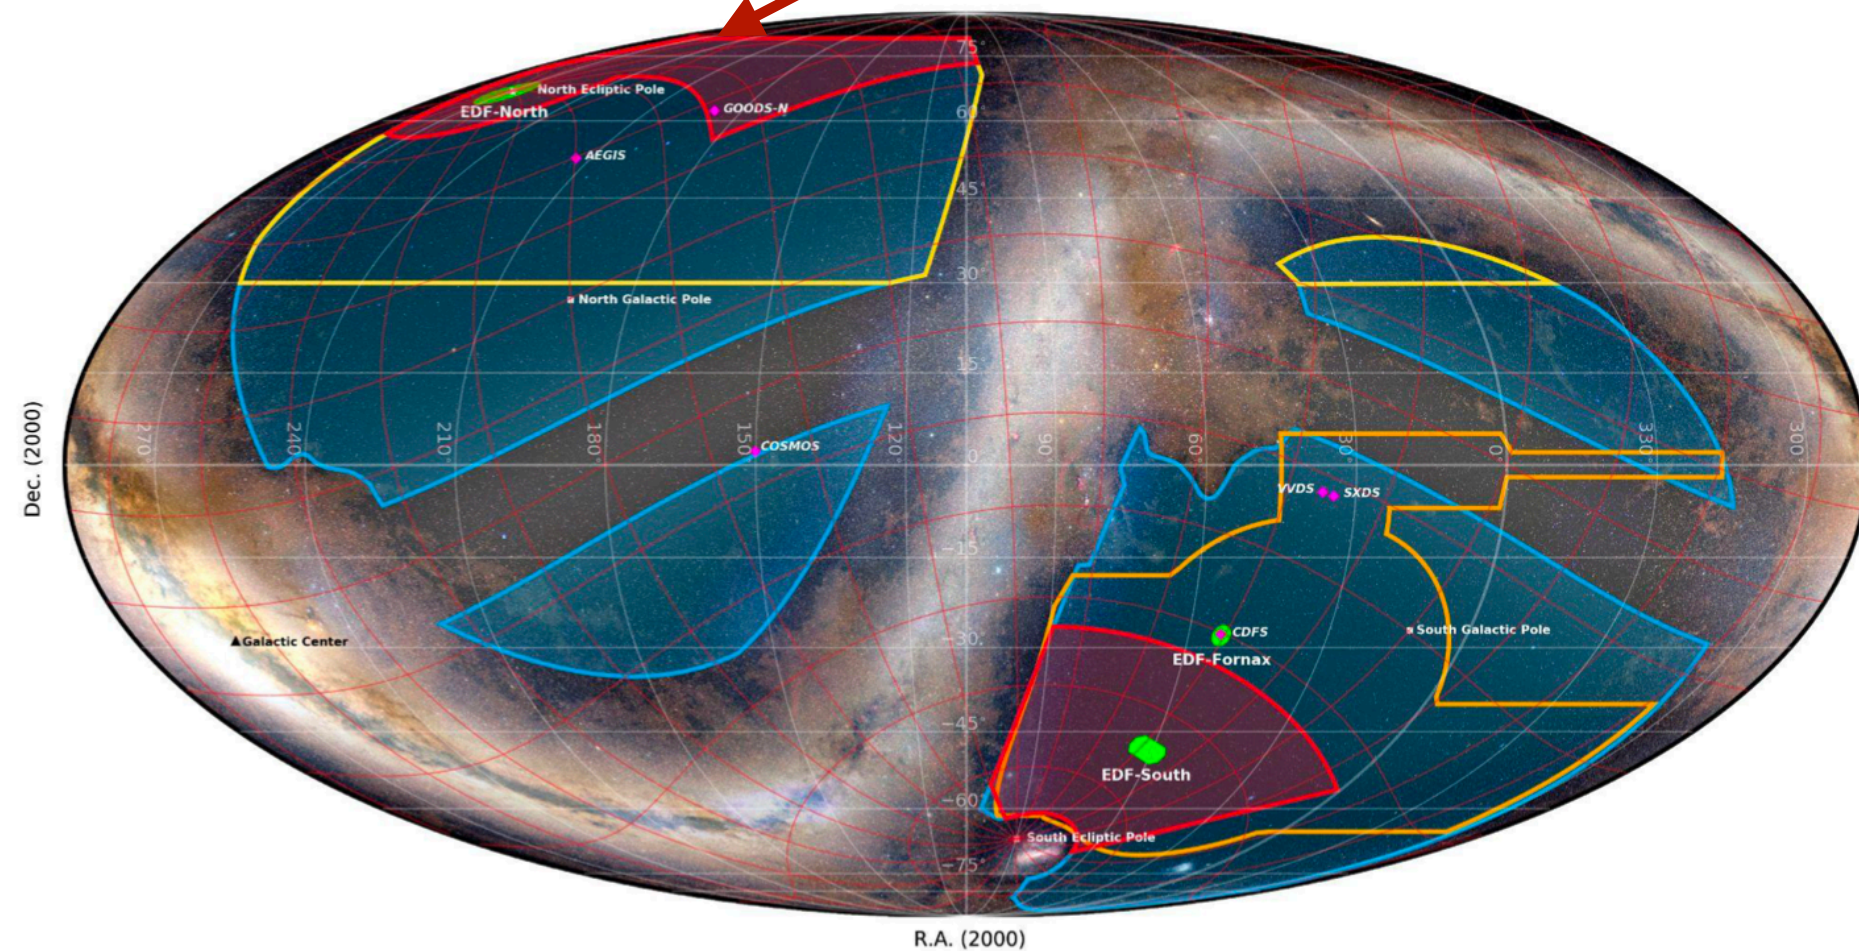 75°
North Ecliptic Pole
EDF-North
GOODS-N
60°
AEGIS
45°
30°
North Galactic Pole
15
Dec. (2000)
270
240
210
180
150
120
90
60
30°
0
330°
300°
COSMOS
0
VVDS
SXDS
−15
Galactic Center
−30
CDFS
South Galactic Pole
EDF-Fornax
−45°
EDF-South
−60
South Ecliptic Pole
−75°
R.A. (2000)